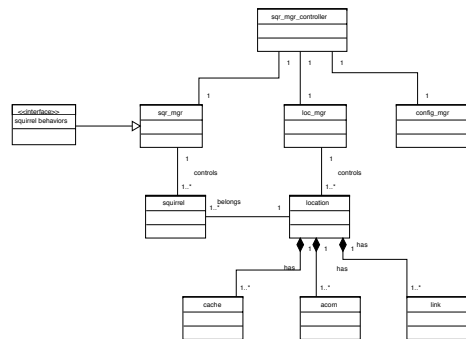 sqr_mgr_controller
1
1
1
1
1
1
<<interface>>
squirrel behaviors
sqr_mgr
loc_mgr
config_mgr
1
1
controls
controls
1..*
1..*
squirrel
belongs
1..*
1
location
1
1
1
has
has
has
1..*
1..*
1..*
cache
acorn
link